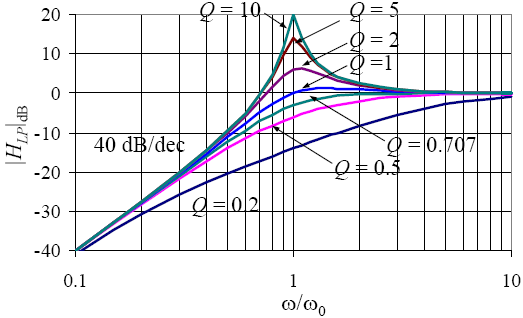 Q = 10
Q = 5
20
Q = 2
10
Q =1
0
|H_LP|dB
-10
40 dB/dec
Q = 0.707
-20
Q = 0.5
-30
Q = 0.2
-40
0.1
1
10
ω/ω₀